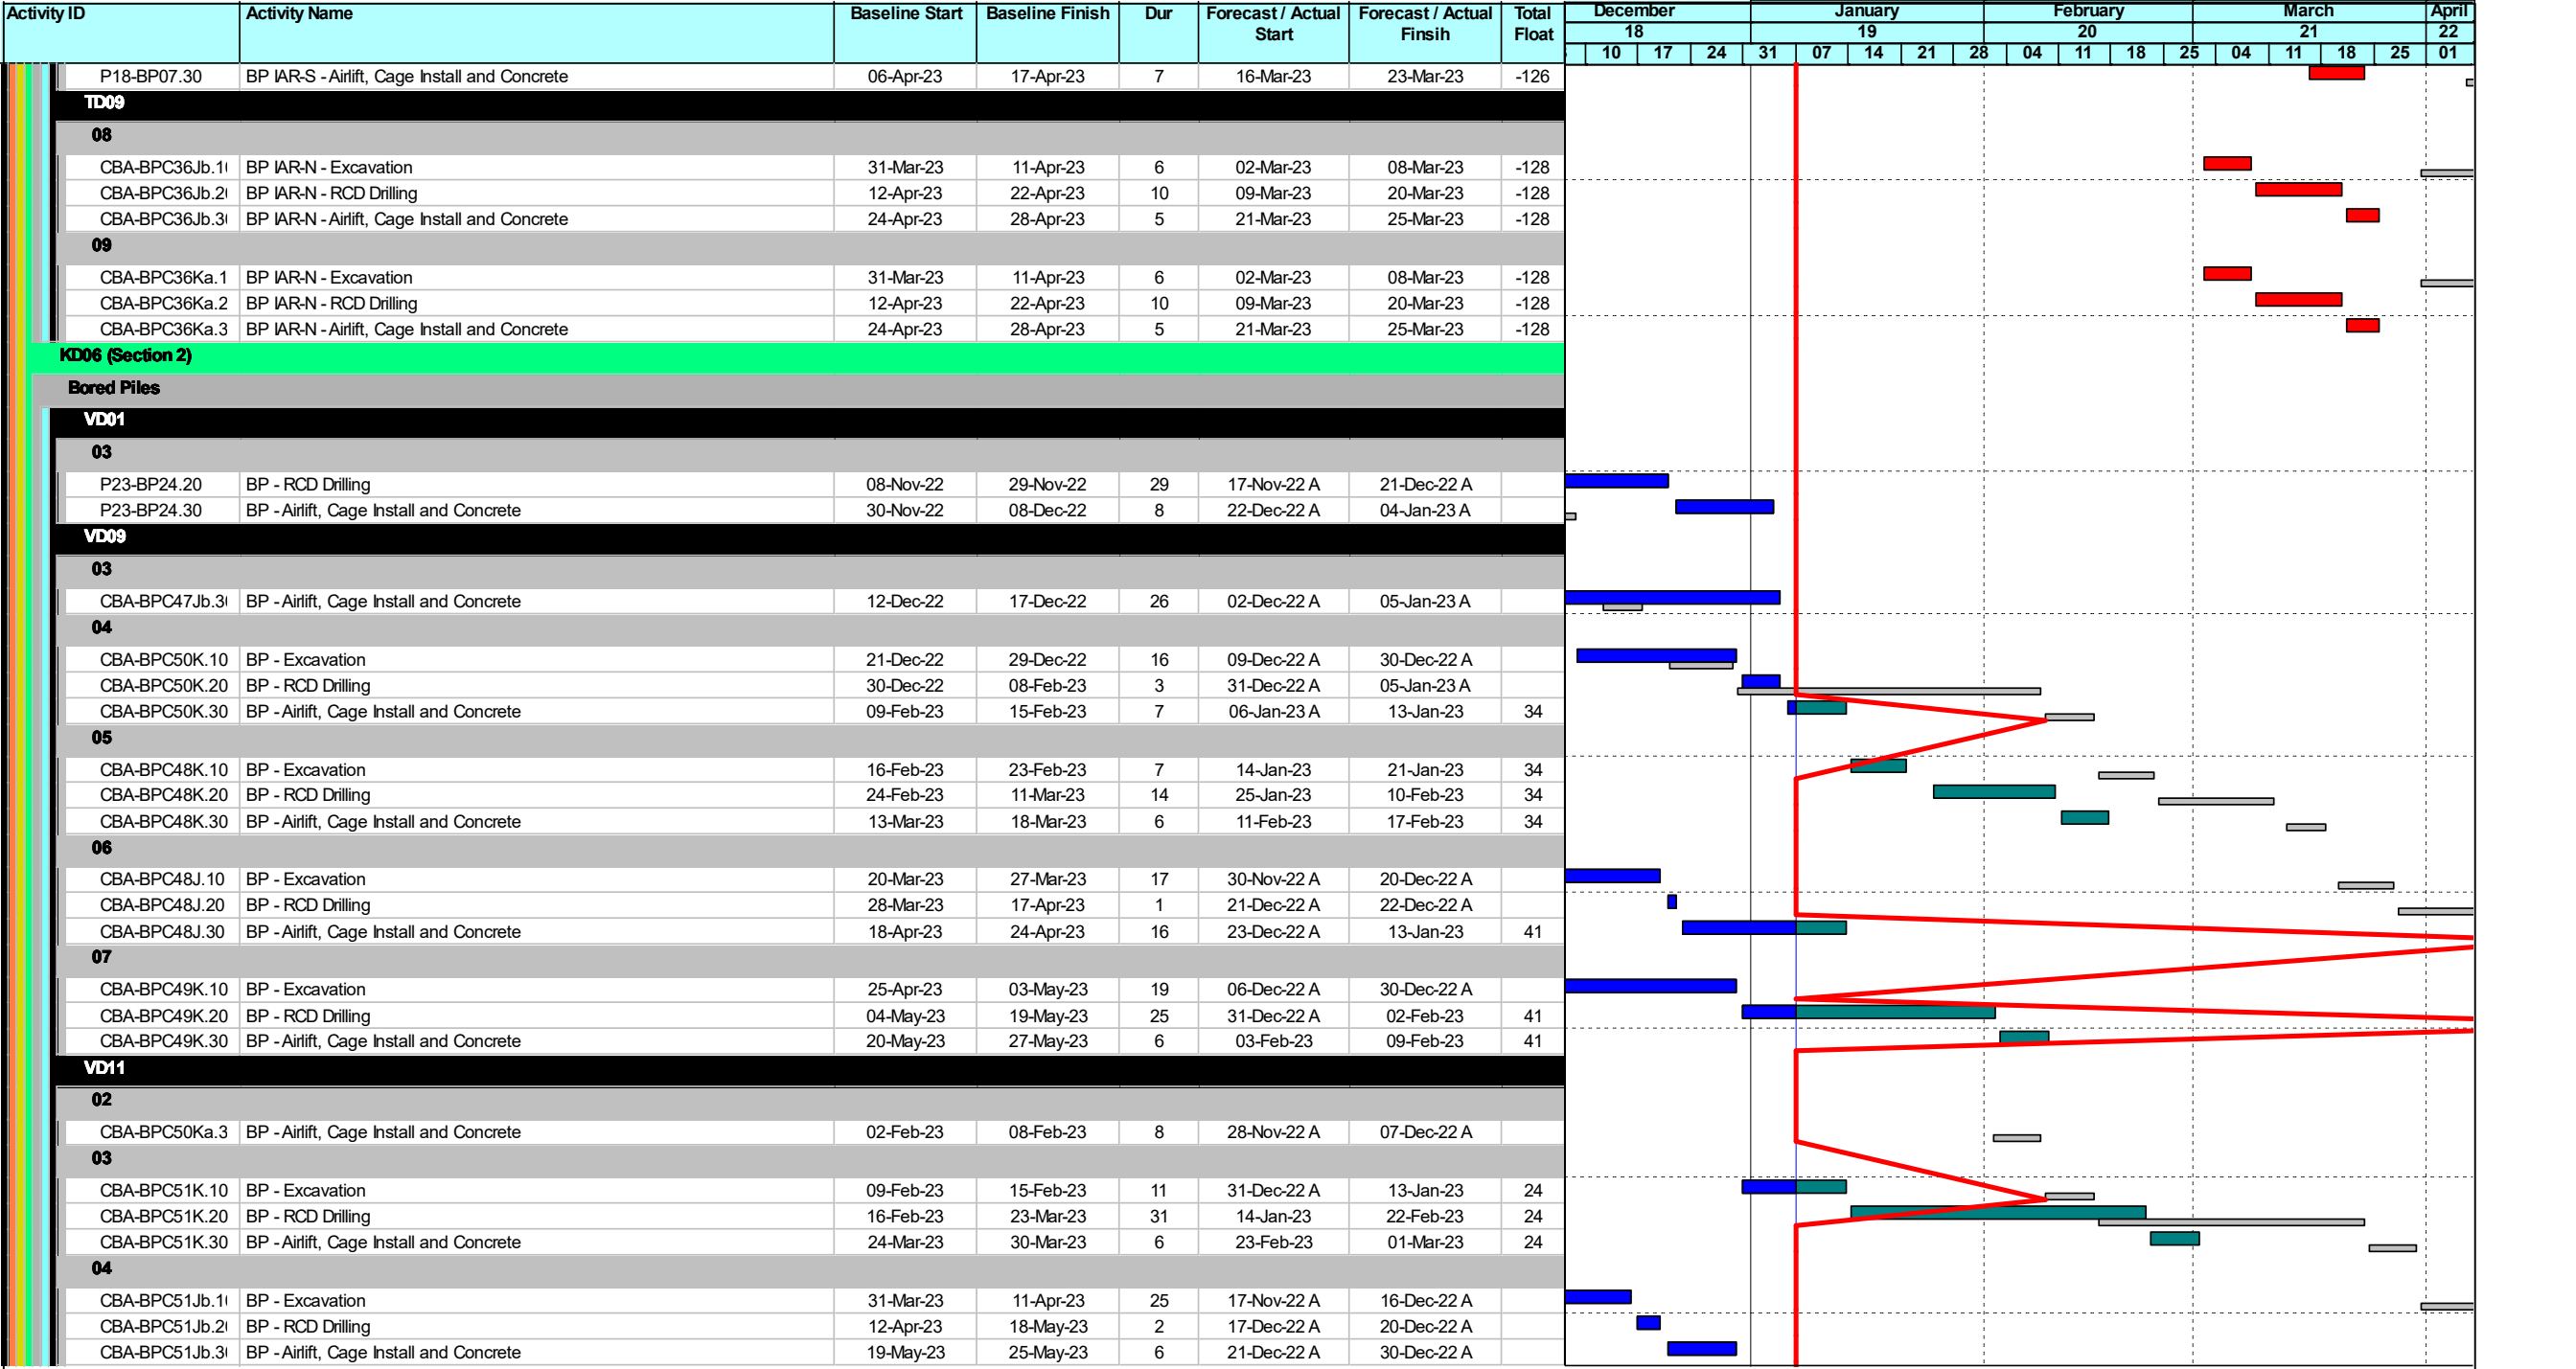 Activity ID Activity Name Baseline Start Baseline Finish Dur Forecast / Actual Start Forecast / Actual Finsih Total Float December January February March April
18 19 20 21 22
10 17 24 31 07 14 21 28 04 11 18 25 04 11 18 25 01
P18-BP07.30 BP IAR-S - Airlift, Cage Install and Concrete 06-Apr-23 17-Apr-23 7 16-Mar-23 23-Mar-23 -126
TD09
08
CBA-BPC36Jb.1 BP IAR-N - Excavation 31-Mar-23 11-Apr-23 6 02-Mar-23 08-Mar-23 -128
CBA-BPC36Jb.2 BP IAR-N - RCD Drilling 12-Apr-23 22-Apr-23 10 09-Mar-23 20-Mar-23 -128
CBA-BPC36Jb.3 BP IAR-N - Airlift, Cage Install and Concrete 24-Apr-23 28-Apr-23 5 21-Mar-23 25-Mar-23 -128
09
CBA-BPC36Ka.1 BP IAR-N - Excavation 31-Mar-23 11-Apr-23 6 02-Mar-23 08-Mar-23 -128
CBA-BPC36Ka.2 BP IAR-N - RCD Drilling 12-Apr-23 22-Apr-23 10 09-Mar-23 20-Mar-23 -128
CBA-BPC36Ka.3 BP IAR-N - Airlift, Cage Install and Concrete 24-Apr-23 28-Apr-23 5 21-Mar-23 25-Mar-23 -128
KD06 (Section 2)
Bored Piles
VD01
03
P23-BP24.20 BP - RCD Drilling 08-Nov-22 29-Nov-22 29 17-Nov-22 A 21-Dec-22 A
P23-BP24.30 BP - Airlift, Cage Install and Concrete 30-Nov-22 08-Dec-22 8 22-Dec-22 A 04-Jan-23 A
VD09
03
CBA-BPC47Jb.3 BP - Airlift, Cage Install and Concrete 12-Dec-22 17-Dec-22 26 02-Dec-22 A 05-Jan-23 A
04
CBA-BPC50K.10 BP - Excavation 21-Dec-22 29-Dec-22 16 09-Dec-22 A 30-Dec-22 A
CBA-BPC50K.20 BP - RCD Drilling 30-Dec-22 08-Feb-23 3 31-Dec-22 A 05-Jan-23 A
CBA-BPC50K.30 BP - Airlift, Cage Install and Concrete 09-Feb-23 15-Feb-23 7 06-Jan-23 A 13-Jan-23 34
05
CBA-BPC48K.10 BP - Excavation 16-Feb-23 23-Feb-23 7 14-Jan-23 21-Jan-23 34
CBA-BPC48K.20 BP - RCD Drilling 24-Feb-23 11-Mar-23 14 25-Jan-23 10-Feb-23 34
CBA-BPC48K.30 BP - Airlift, Cage Install and Concrete 13-Mar-23 18-Mar-23 6 11-Feb-23 17-Feb-23 34
06
CBA-BPC48J.10 BP - Excavation 20-Mar-23 27-Mar-23 17 30-Nov-22 A 20-Dec-22 A
CBA-BPC48J.20 BP - RCD Drilling 28-Mar-23 17-Apr-23 1 21-Dec-22 A 22-Dec-22 A
CBA-BPC48J.30 BP - Airlift, Cage Install and Concrete 18-Apr-23 24-Apr-23 16 23-Dec-22 A 13-Jan-23 41
07
CBA-BPC49K.10 BP - Excavation 25-Apr-23 03-May-23 19 06-Dec-22 A 30-Dec-22 A
CBA-BPC49K.20 BP - RCD Drilling 04-May-23 19-May-23 25 31-Dec-22 A 02-Feb-23 41
CBA-BPC49K.30 BP - Airlift, Cage Install and Concrete 20-May-23 27-May-23 6 03-Feb-23 09-Feb-23 41
VD11
02
CBA-BPC50Ka.3 BP - Airlift, Cage Install and Concrete 02-Feb-23 08-Feb-23 8 28-Nov-22 A 07-Dec-22 A
03
CBA-BPC51K.10 BP - Excavation 09-Feb-23 15-Feb-23 11 31-Dec-22 A 13-Jan-23 24
CBA-BPC51K.20 BP - RCD Drilling 16-Feb-23 23-Mar-23 31 14-Jan-23 22-Feb-23 24
CBA-BPC51K.30 BP - Airlift, Cage Install and Concrete 24-Mar-23 30-Mar-23 6 23-Feb-23 01-Mar-23 24
04
CBA-BPC51Jb.1 BP - Excavation 31-Mar-23 11-Apr-23 25 17-Nov-22 A 16-Dec-22 A
CBA-BPC51Jb.2 BP - RCD Drilling 12-Apr-23 18-May-23 2 17-Dec-22 A 20-Dec-22 A
CBA-BPC51Jb.3 BP - Airlift, Cage Install and Concrete 19-May-23 25-May-23 6 21-Dec-22 A 30-Dec-22 A